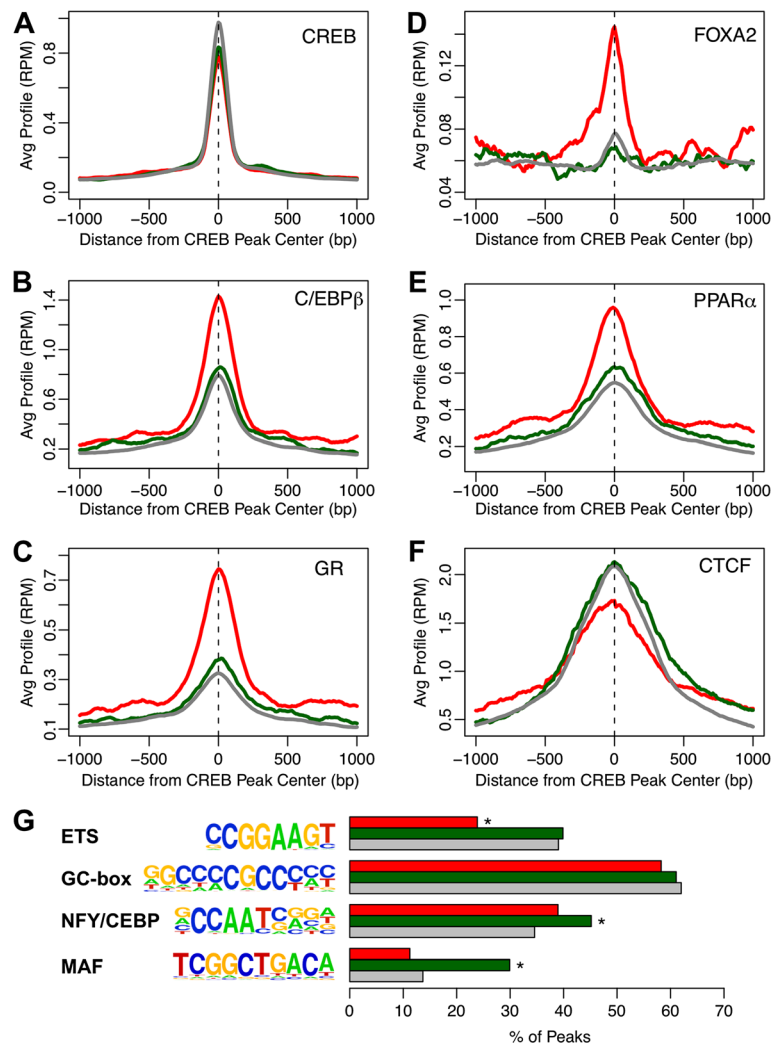 A
CREB
Avg Profile (RPM)
0.0
0.4
0.8
−1000 −500 0 500 1000
Distance from CREB Peak Center (bp)
D
FOXA2
Avg Profile (RPM)
0.04
0.08
0.12
−1000 −500 0 500 1000
Distance from CREB Peak Center (bp)
B
C/EBPβ
Avg Profile (RPM)
0.2
0.6
1.0
1.4
−1000 −500 0 500 1000
Distance from CREB Peak Center (bp)
E
PPARα
Avg Profile (RPM)
0.2
0.4
0.6
0.8
1.0
−1000 −500 0 500 1000
Distance from CREB Peak Center (bp)
C
GR
Avg Profile (RPM)
0.1
0.3
0.5
0.7
−1000 −500 0 500 1000
Distance from CREB Peak Center (bp)
F
CTCF
Avg Profile (RPM)
0.5
1.0
1.5
2.0
−1000 −500 0 500 1000
Distance from CREB Peak Center (bp)
G
ETS CCGGAAGT *
GC-box GGCCCCGCCCCC
NFY/CEBP GCCAATCGGA *
MAF TCGGCTGACA *
0 10 20 30 40 50 60 70
% of Peaks